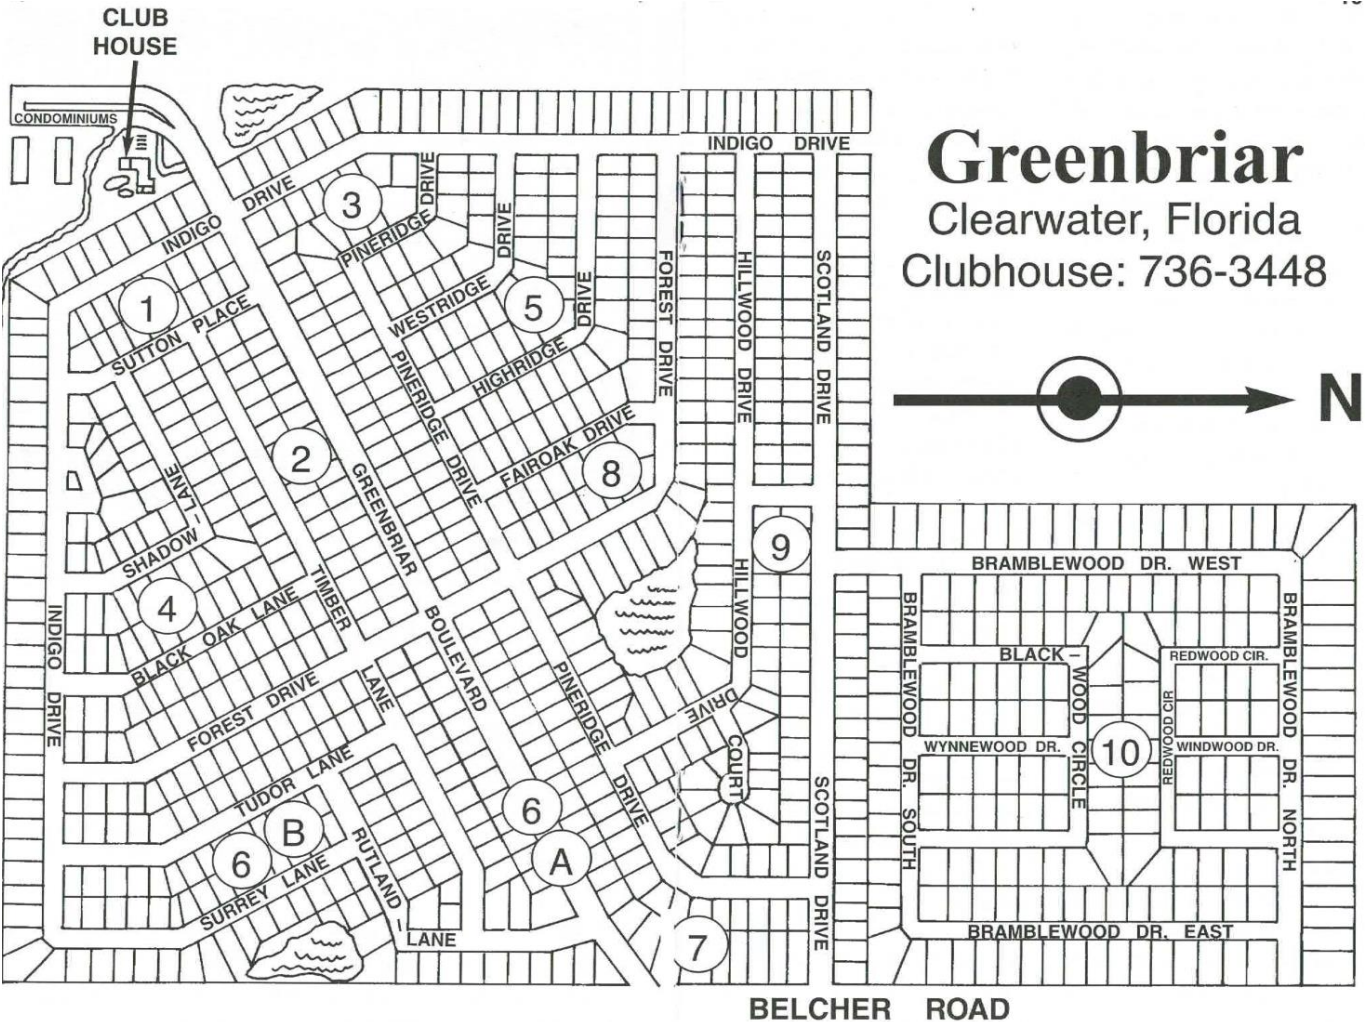 CLUB
HOUSE
CONDOMINIUMS
Greenbriar
Clearwater, Florida
Clubhouse: 736-3448
N
INDIGO DRIVE
INDIGO DRIVE
3
PINERIDGE DRIVE
WESTRIDGE DRIVE
5
HIGHRIDGE DRIVE
FOREST DRIVE
HILLWOOD DRIVE
SCOTLAND DRIVE
1
SUTTON PLACE
PINERIDGE DRIVE
FAIROAK DRIVE
8
2
GREENBRIAR BOULEVARD
SHADOW – LANE
4
BLACK OAK LANE
TIMBER LANE
INDIGO DRIVE
FOREST DRIVE
PINERIDGE DRIVE
9
HILLWOOD DRIVE
COURT
BRAMBLEWOOD DR. WEST
BRAMBLEWOOD DR. SOUTH
BLACK – WOOD CIRCLE
REDWOOD CIR.
REDWOOD CIR
BRAMBLEWOOD DR. NORTH
WYNNEWOOD DR.
10
WINDWOOD DR.
TUDOR LANE
6
B
6
A
SURREY LANE
RUTLAND – LANE
SCOTLAND DRIVE
7
BRAMBLEWOOD DR. EAST
BELCHER ROAD